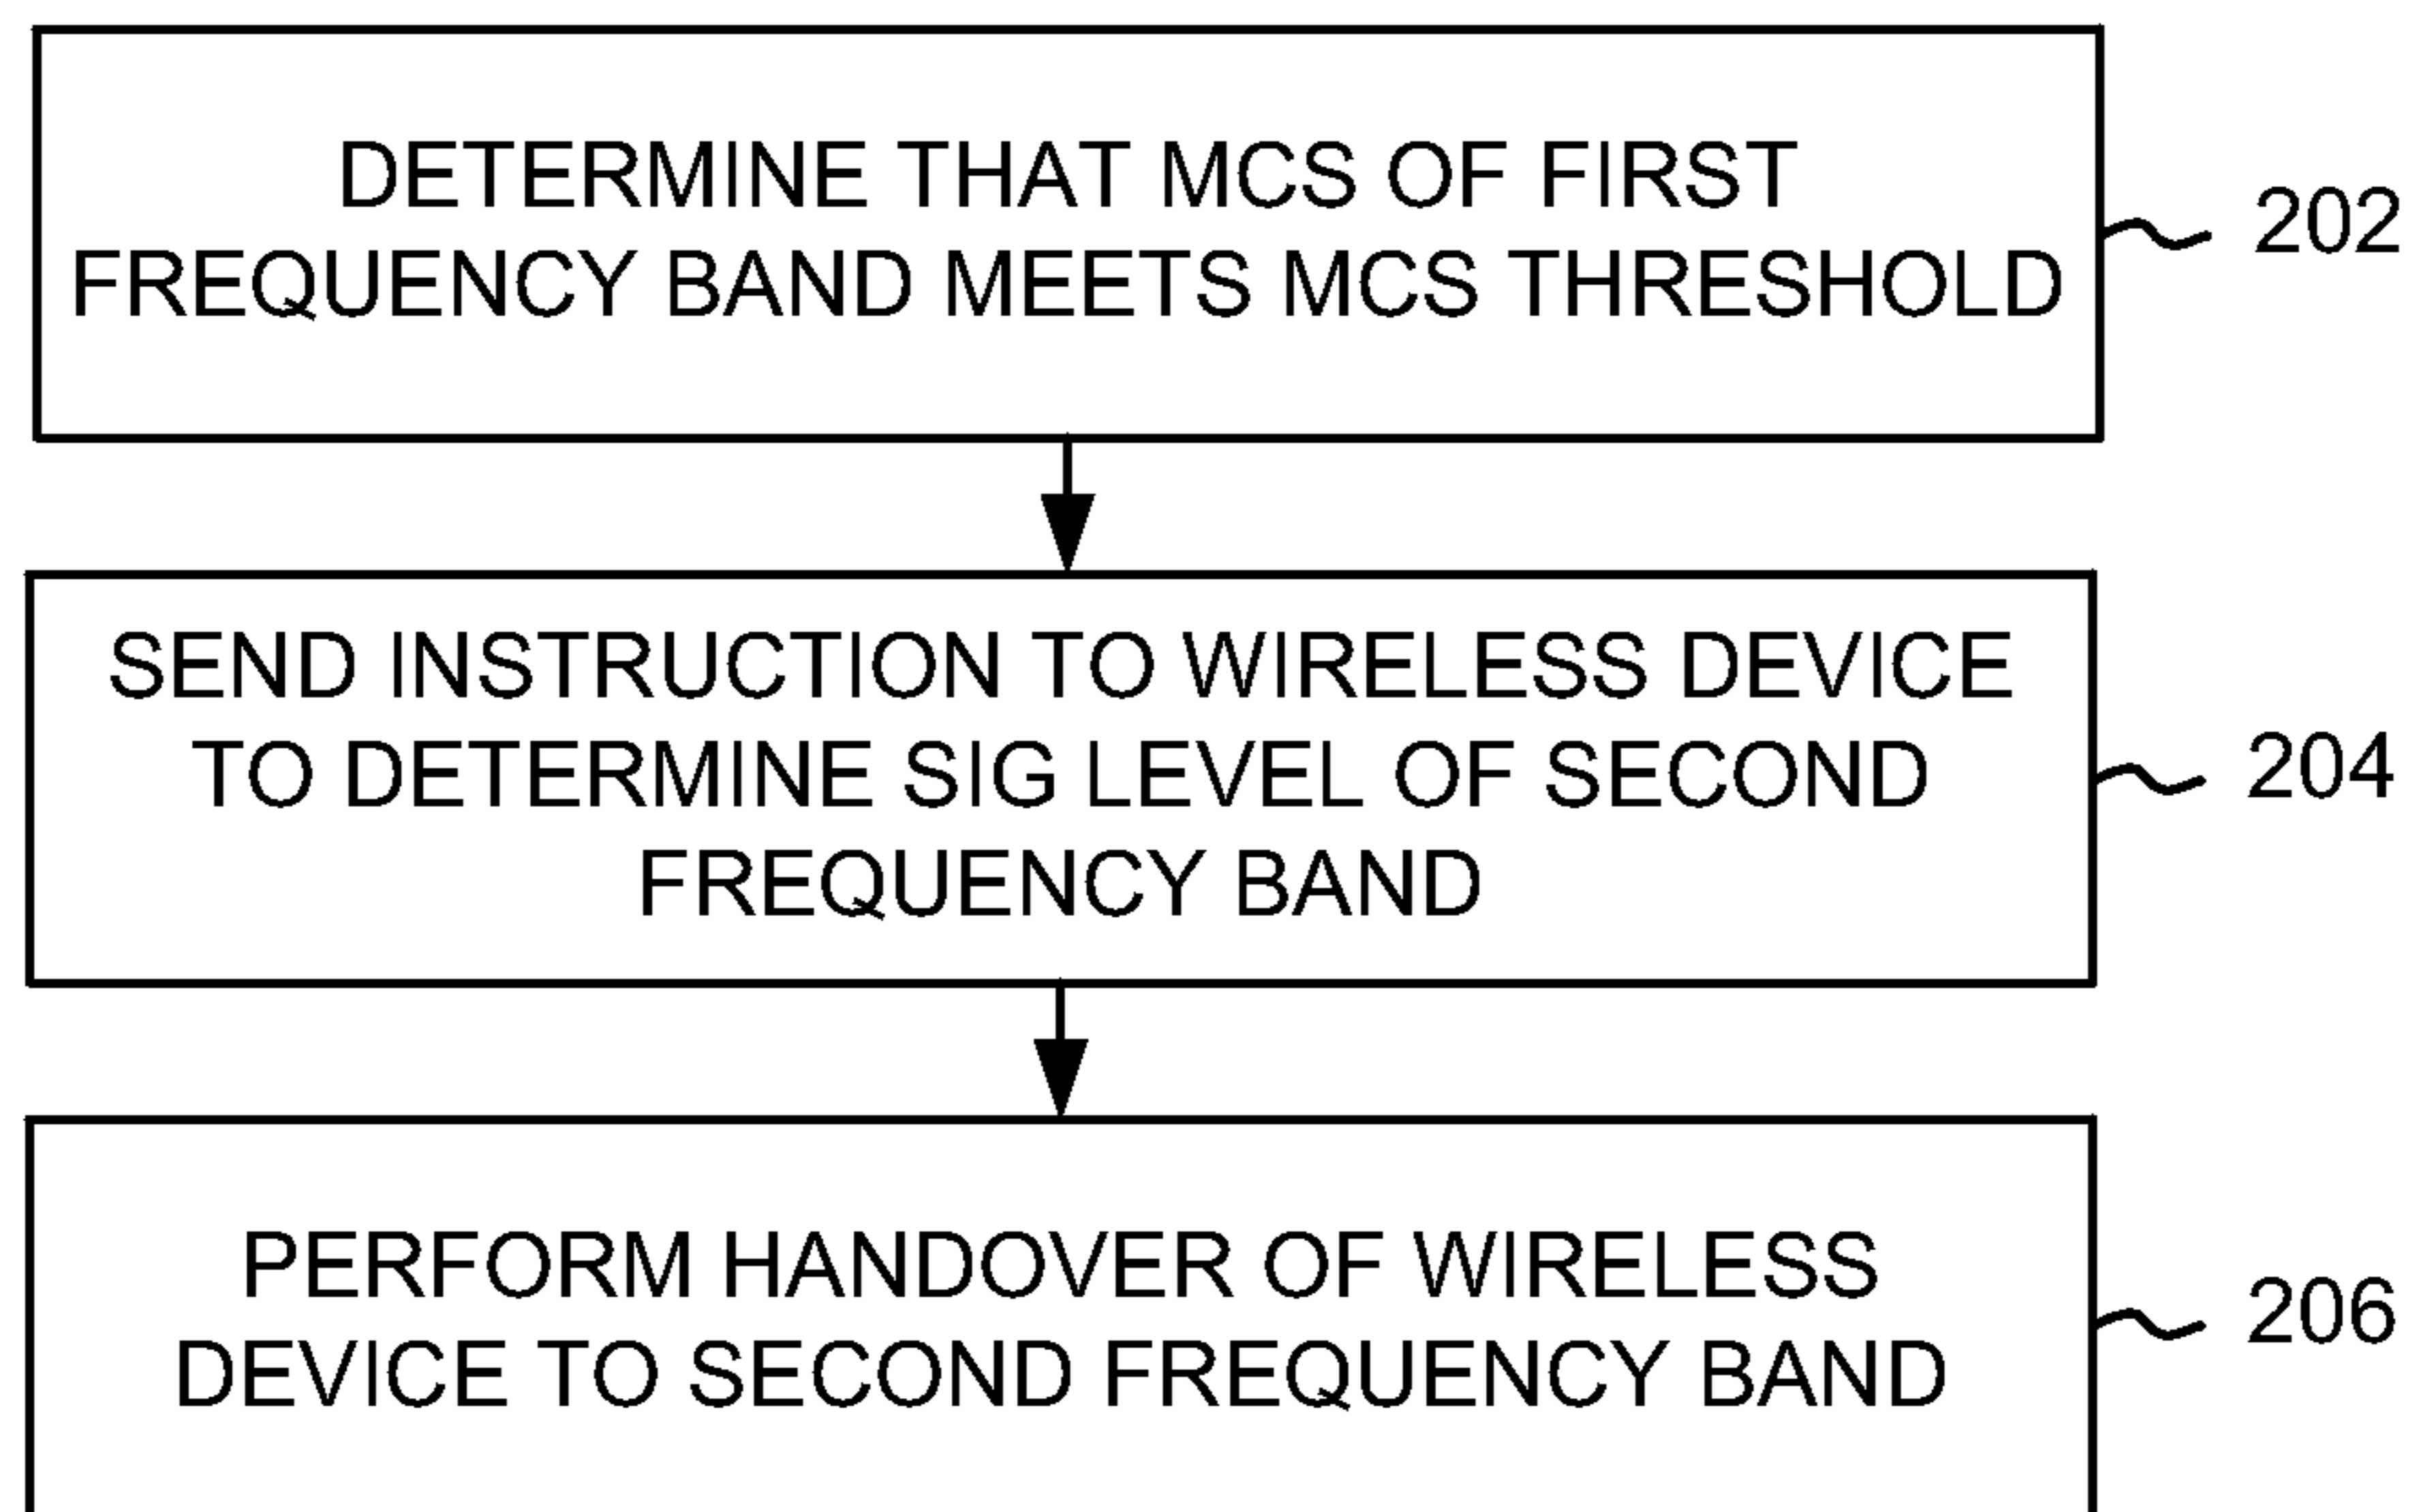 DETERMINE THAT MCS OF FIRST
FREQUENCY BAND MEETS MCS THRESHOLD
202
SEND INSTRUCTION TO WIRELESS DEVICE
TO DETERMINE SIG LEVEL OF SECOND
FREQUENCY BAND
204
PERFORM HANDOVER OF WIRELESS
DEVICE TO SECOND FREQUENCY BAND
206